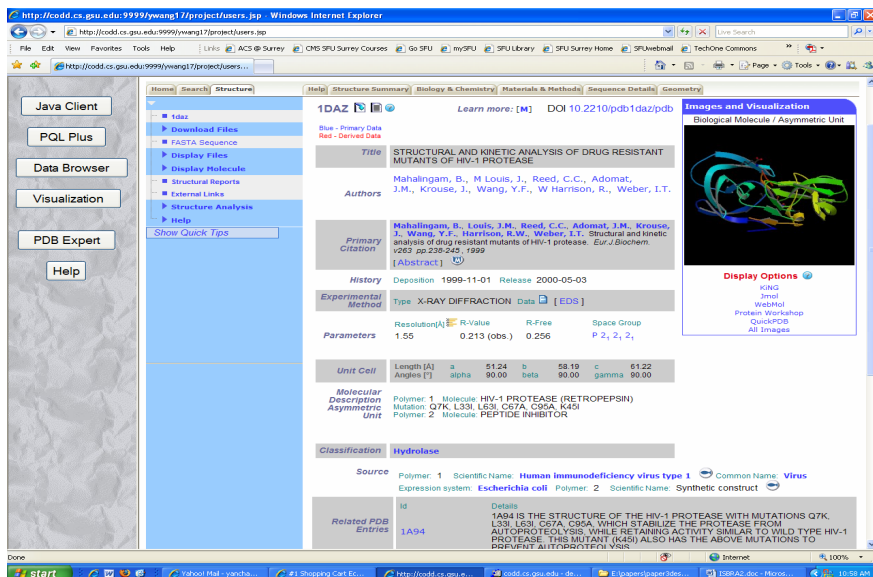 http://codd.cs.gsu.edu:9999/ywang17/project/users.jsp - Windows Internet Explorer
http://codd.cs.gsu.edu:9999/ywang17/project/users.jsp
Live Search
File Edit View Favorites Tools Help
Links ACS @ Surrey CMS SFU Surrey Courses Go SFU mySFU SFU Library SFU Surrey Home SFUwebmail TechOne Commons
http://codd.cs.gsu.edu:9999/ywang17/project/users...
Page Tools
Java Client
PQL Plus
Data Browser
Visualization
PDB Expert
Help
Home Search Structure
1daz
Download Files
FASTA Sequence
Display Files
Display Molecule
Structural Reports
External Links
Structure Analysis
Help
Show Quick Tips
Help Structure Summary Biology & Chemistry Materials & Methods Sequence Details Geometry
1DAZ Learn more: [M] DOI 10.2210/pdb1daz/pdb
Blue - Primary Data
Red - Derived Data
Title STRUCTURAL AND KINETIC ANALYSIS OF DRUG RESISTANT
MUTANTS OF HIV-1 PROTEASE
Authors Mahalingam, B., M Louis, J., Reed, C.C., Adomat,
J.M., Krouse, J., Wang, Y.F., W Harrison, R., Weber, I.T.
Primary Citation
Mahalingam, B., Louis, J.M., Reed, C.C., Adomat, J.M., Krouse,
J., Wang, Y.F., Harrison, R.W., Weber, I.T. Structural and kinetic
analysis of drug resistant mutants of HIV-1 protease. Eur.J.Biochem.
v263 pp.238-245 , 1999
[ Abstract ]
History Deposition 1999-11-01 Release 2000-05-03
Experimental Method Type X-RAY DIFFRACTION Data [ EDS ]
Parameters
Resolution[Å] R-Value R-Free Space Group
1.55 0.213 (obs.) 0.256 P 2₁ 2₁ 2₁
Unit Cell
Length [Å] a 51.24 b 58.19 c 61.22
Angles [°] alpha 90.00 beta 90.00 gamma 90.00
Molecular Description Asymmetric Unit
Polymer: 1 Molecule: HIV-1 PROTEASE (RETROPEPSIN)
Mutation: Q7K, L33I, L63I, C67A, C95A, K45I
Polymer: 2 Molecule: PEPTIDE INHIBITOR
Classification Hydrolase
Source
Polymer: 1 Scientific Name: Human immunodeficiency virus type 1 Common Name: Virus
Expression system: Escherichia coli Polymer: 2 Scientific Name: Synthetic construct
Related PDB Entries
Id Details
1A94
1A94 IS THE STRUCTURE OF THE HIV-1 PROTEASE WITH MUTATIONS Q7K,
L33I, L63I, C67A, C95A, WHICH STABILIZE THE PROTEASE FROM
AUTOPROTEOLYSIS, WHILE RETAINING ACTIVITY SIMILAR TO WILD TYPE HIV-1
PROTEASE. THIS MUTANT (K45I) ALSO HAS THE ABOVE MUTATIONS TO
PREVENT AUTOPROTEOLYSIS
Images and Visualization
Biological Molecule / Asymmetric Unit
Display Options
KiNG
Jmol
WebMol
Protein Workshop
QuickPDB
All Images
Done Internet 100%
start Yahoo! Mail - yancha... #1 Shopping Cart Ec... http://codd.cs.gsu.e... codd.cs.gsu.edu - de... E:\papers\paper3des... ISBRA2.doc - Micros... 10:58 AM